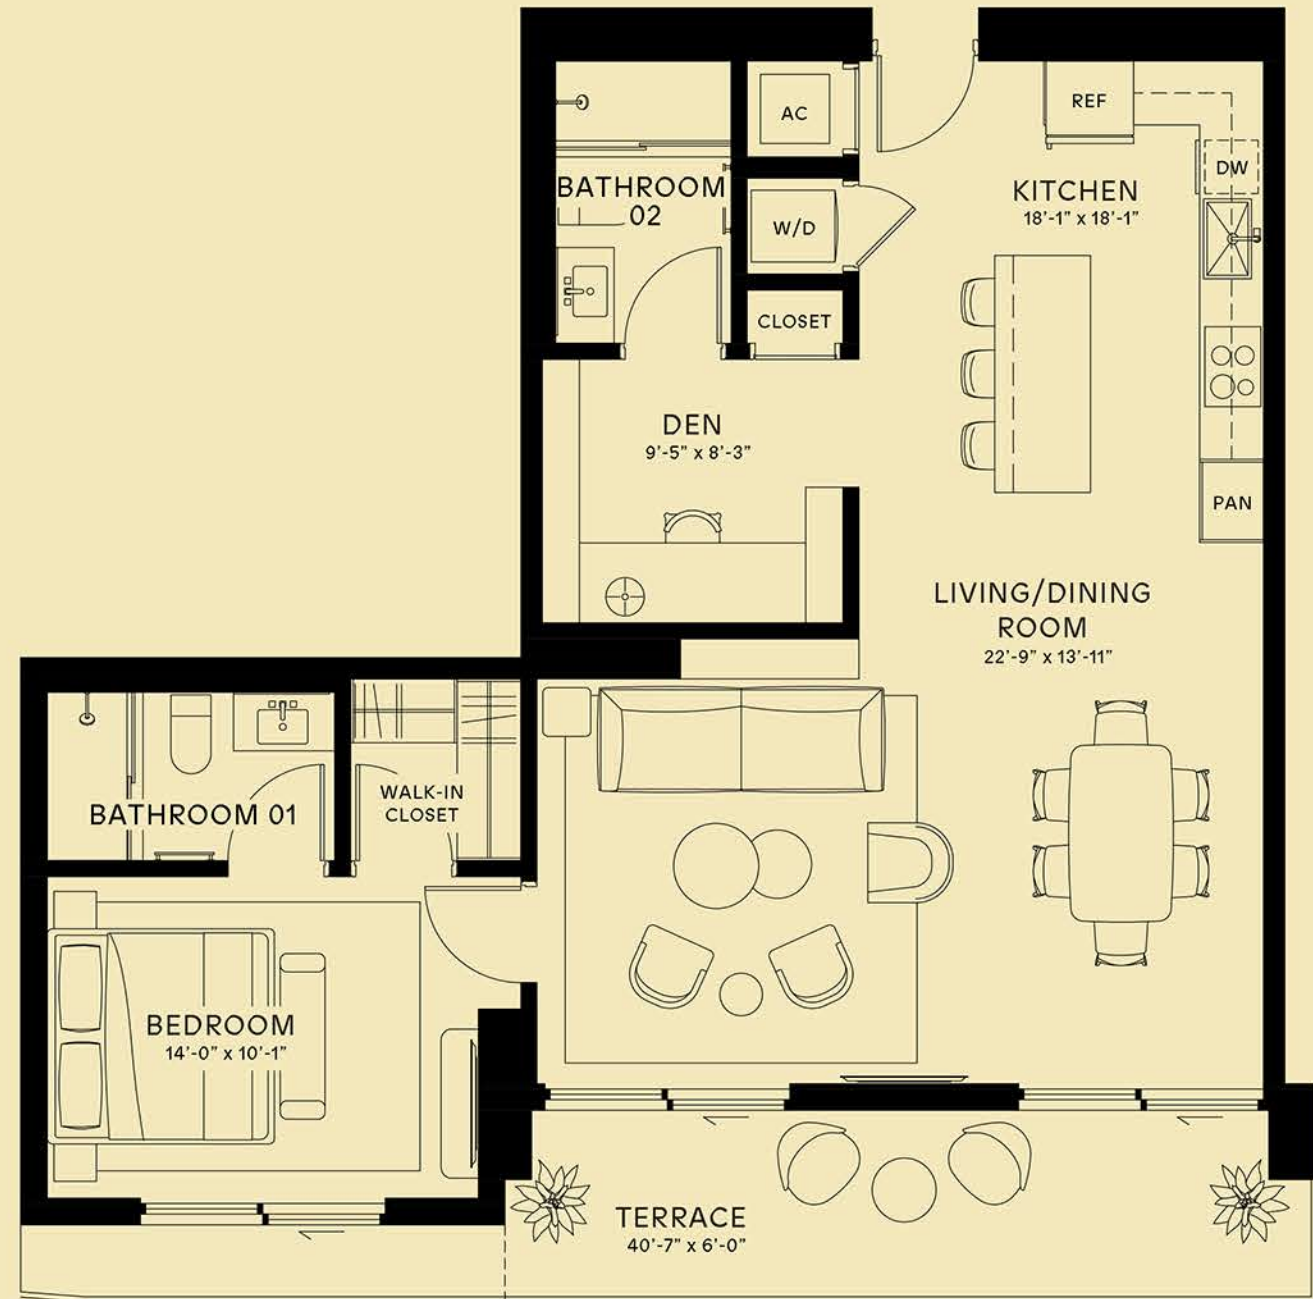 AC
REF
DW
BATHROOM
02
KITCHEN
18'-1" x 18'-1"
W/D
CLOSET
DEN
9'-5" x 8'-3"
PAN
LIVING/DINING
ROOM
22'-9" x 13'-11"
WALK-IN
CLOSET
BATHROOM 01
BEDROOM
14'-0" x 10'-1"
TERRACE
40'-7" x 6'-0"